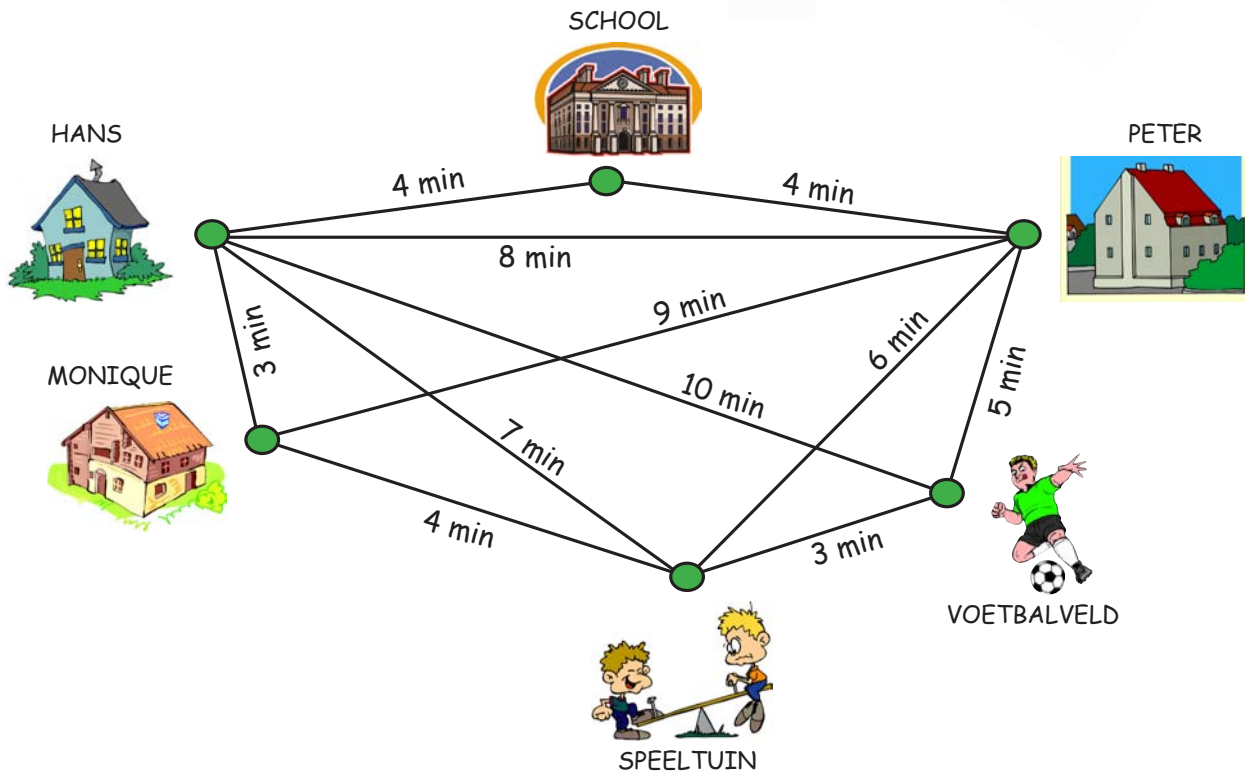 SCHOOL
HANS
PETER
4 min
4 min
8 min
9 min
3 min
6 min
MONIQUE
10 min
5 min
7 min
4 min
3 min
VOETBALVELD
SPEELTUIN